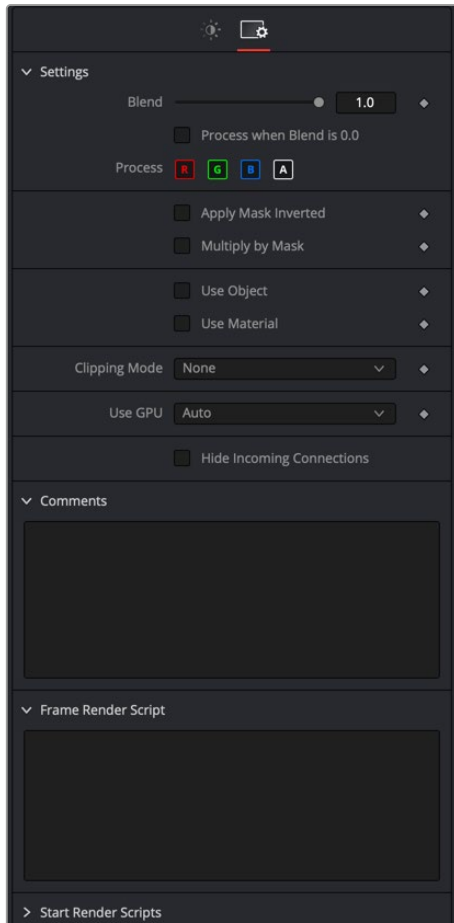 Settings
Blend 1.0
Process when Blend is 0.0
Process R G B A
Apply Mask Inverted
Multiply by Mask
Use Object
Use Material
Clipping Mode None
Use GPU Auto
Hide Incoming Connections
Comments
Frame Render Script
Start Render Scripts